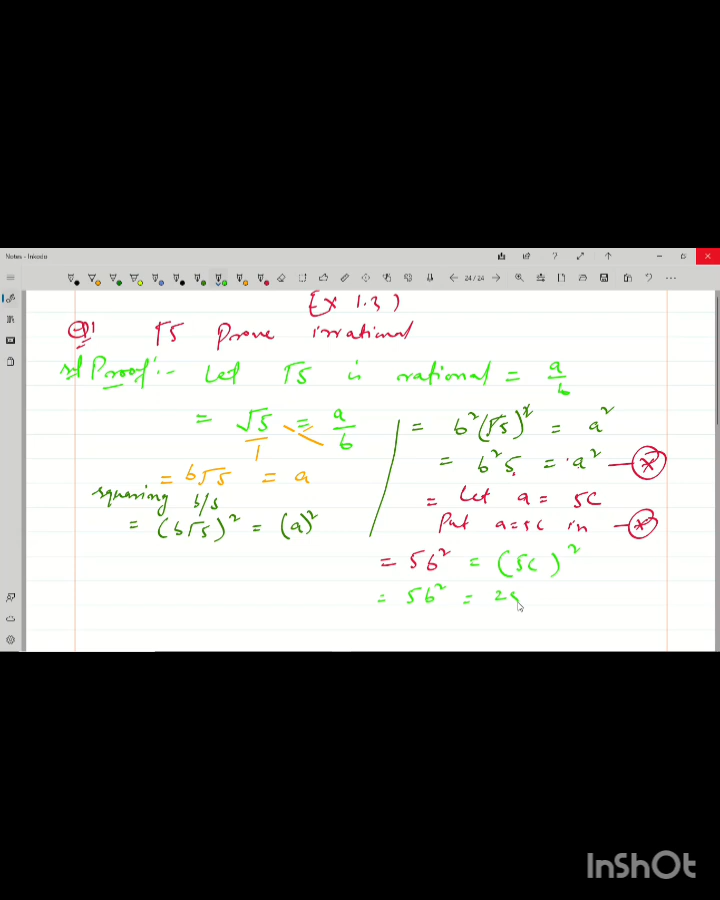 Notes - Inkodo
24/24
Ex 1.3)
Q1 √5 Prove irrational
Proof :- Let √5 is rational = a/b
= √5/1 = a/b
= b√5 = a
squaring b/s
= (b√5)² = (a)²
= b²(√5)² = a²
= b²5 = a² — *
= Let a = 5c
Put a=5c in — *
= 5b² = (5c)²
= 5b² = 25
InShOt